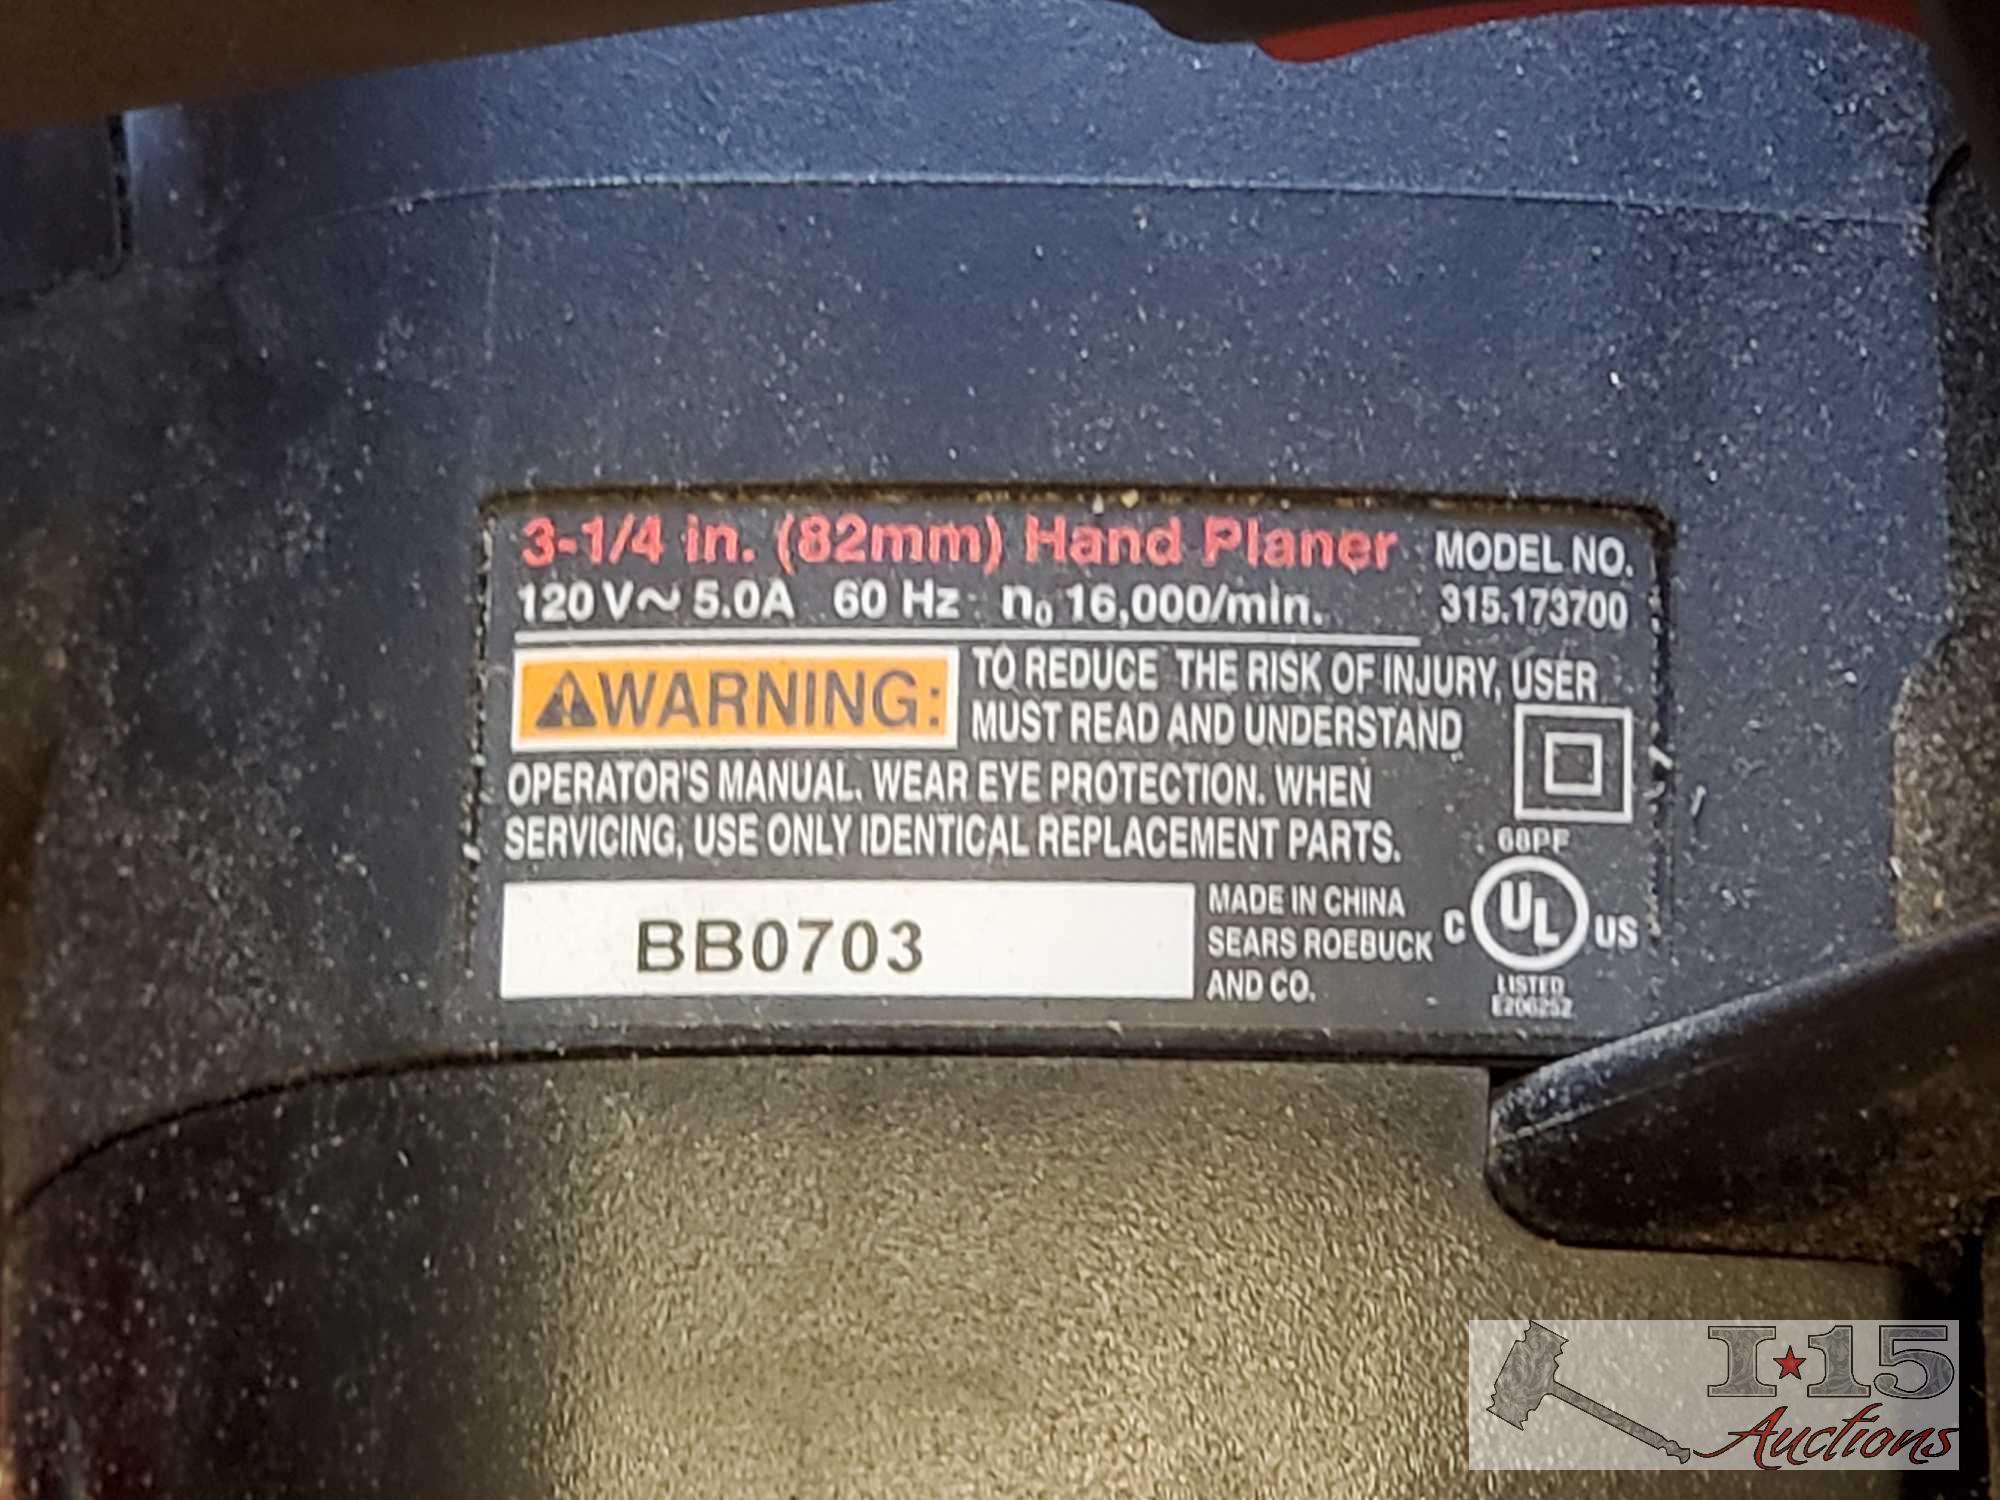 3-1/4 in. (82mm) Hand Planer MODEL NO.
120 V~ 5.0A 60 Hz n₀ 16,000/min. 315.173700
WARNING: TO REDUCE THE RISK OF INJURY, USER
MUST READ AND UNDERSTAND
OPERATOR'S MANUAL. WEAR EYE PROTECTION. WHEN
SERVICING, USE ONLY IDENTICAL REPLACEMENT PARTS.
68PF
BB0703
MADE IN CHINA
SEARS ROEBUCK
AND CO.
C UL US
LISTED
E206252
I-15
Auctions